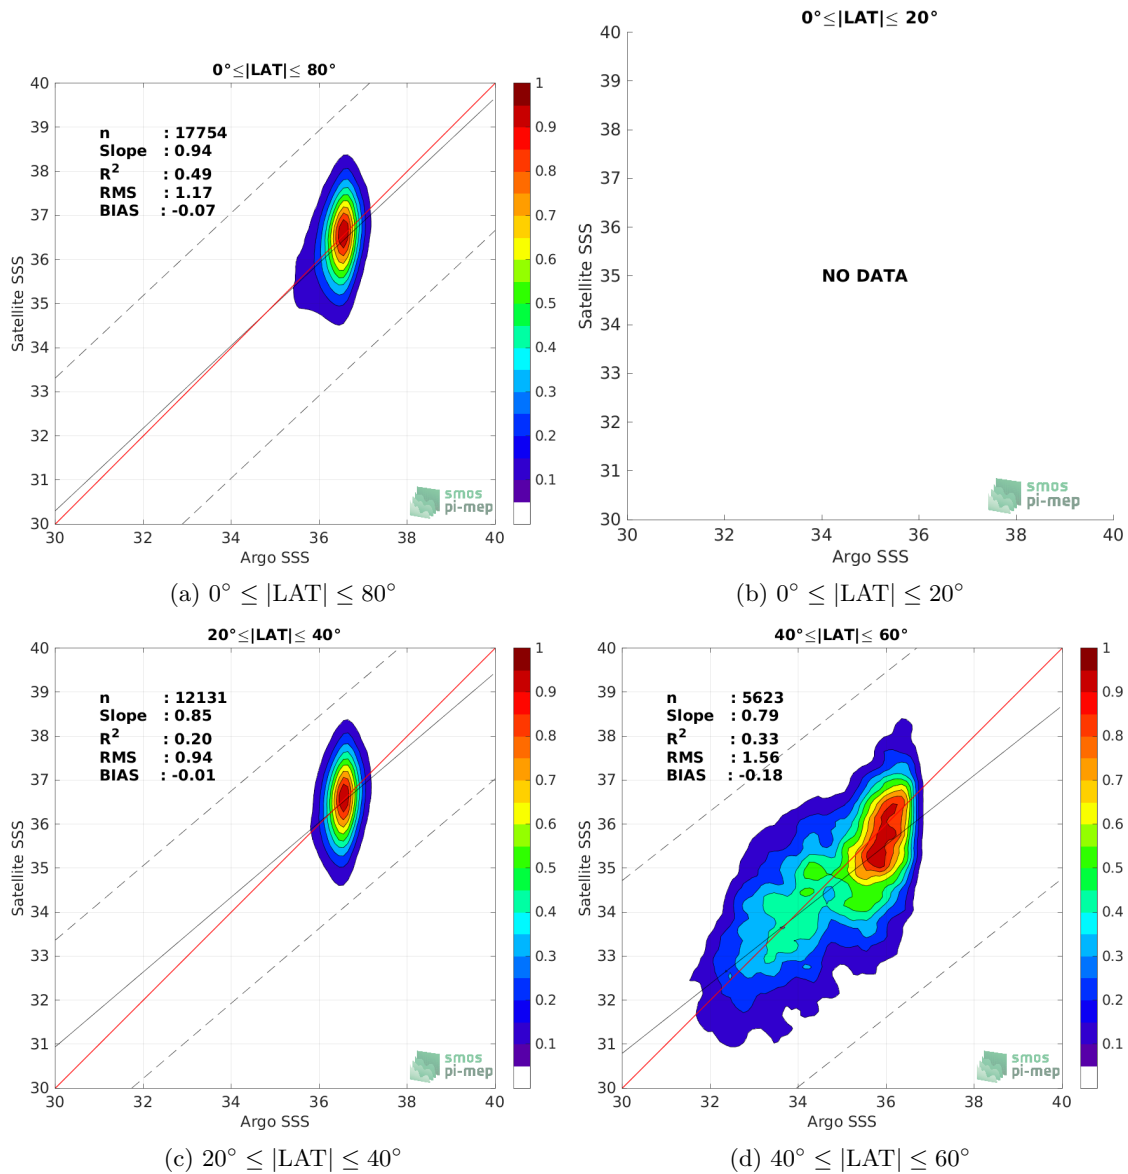 0°≤|LAT|≤ 80°
n : 17754
Slope : 0.94
R² : 0.49
RMS : 1.17
BIAS : -0.07
40
39
38
37
36
35
34
33
32
31
30
Satellite SSS
30 32 34 36 38 40
Argo SSS
1
0.9
0.8
0.7
0.6
0.5
0.4
0.3
0.2
0.1
smos
pi-mep
(a) 0° ≤ |LAT| ≤ 80°
0°≤|LAT|≤ 20°
40
39
38
37
36
35
34
33
32
31
30
Satellite SSS
NO DATA
30 32 34 36 38 40
Argo SSS
smos
pi-mep
(b) 0° ≤ |LAT| ≤ 20°
20°≤|LAT|≤ 40°
n : 12131
Slope : 0.85
R² : 0.20
RMS : 0.94
BIAS : -0.01
40
39
38
37
36
35
34
33
32
31
30
Satellite SSS
30 32 34 36 38 40
Argo SSS
1
0.9
0.8
0.7
0.6
0.5
0.4
0.3
0.2
0.1
smos
pi-mep
(c) 20° ≤ |LAT| ≤ 40°
40°≤|LAT|≤ 60°
n : 5623
Slope : 0.79
R² : 0.33
RMS : 1.56
BIAS : -0.18
40
39
38
37
36
35
34
33
32
31
30
Satellite SSS
30 32 34 36 38 40
Argo SSS
1
0.9
0.8
0.7
0.6
0.5
0.4
0.3
0.2
0.1
smos
pi-mep
(d) 40° ≤ |LAT| ≤ 60°